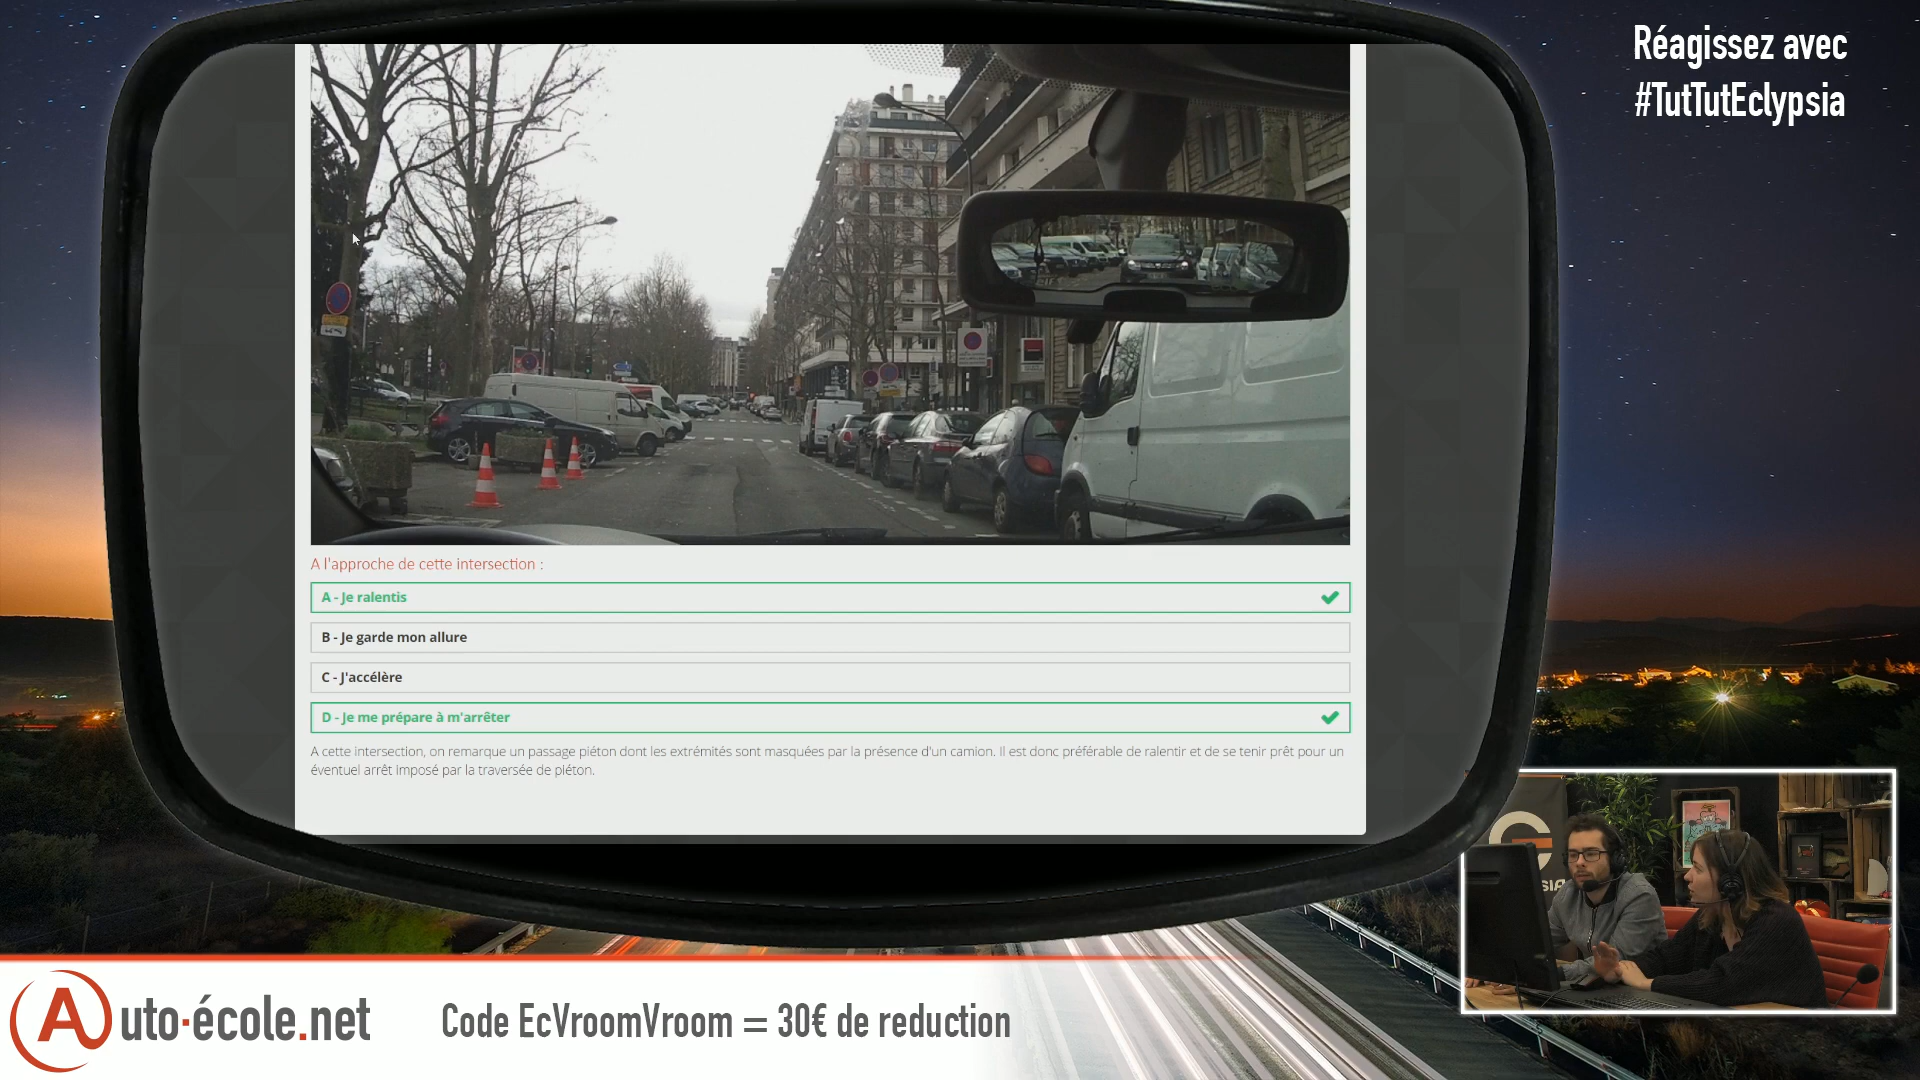 Réagissez avec
#TutTutEclypsia
A l'approche de cette intersection :
A - Je ralentis
B - Je garde mon allure
C - J'accélère
D - Je me prépare à m'arrêter
A cette intersection, on remarque un passage piéton dont les extrémités sont masquées par la présence d'un camion. Il est donc préférable de ralentir et de se tenir prêt pour un
éventuel arrêt imposé par la traversée de piéton.
SIA
Auto·école.net
Code EcVroomVroom = 30€ de reduction